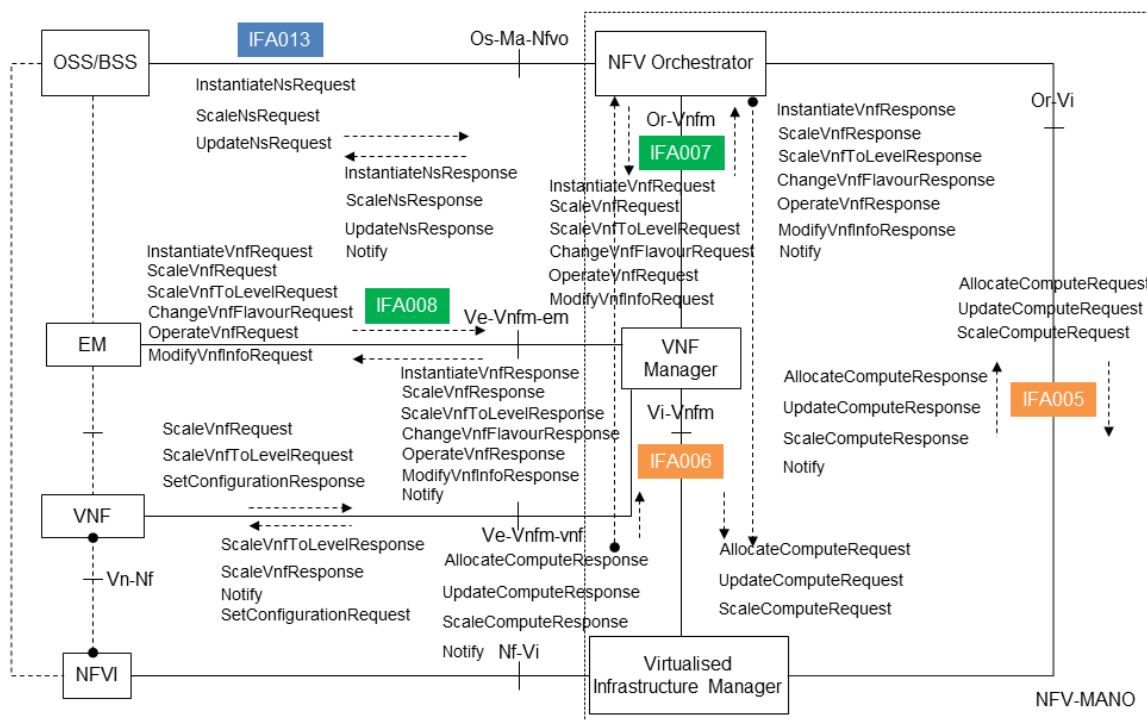 IFA013
Os-Ma-Nfvo
OSS/BSS
NFV Orchestrator
InstantiateNsRequest
ScaleNsRequest
UpdateNsRequest
InstantiateNsResponse
ScaleNsResponse
UpdateNsResponse
Notify
Or-Vnfm
IFA007
InstantiateVnfRequest
ScaleVnfRequest
ScaleVnfToLevelRequest
ChangeVnfFlavourRequest
OperateVnfRequest
ModifyVnfInfoRequest
InstantiateVnfResponse
ScaleVnfResponse
ScaleVnfToLevelResponse
ChangeVnfFlavourResponse
OperateVnfResponse
ModifyVnfInfoResponse
Notify
Or-Vi
InstantiateVnfRequest
ScaleVnfRequest
ScaleVnfToLevelRequest
ChangeVnfFlavourRequest
OperateVnfRequest
ModifyVnfInfoRequest
IFA008
Ve-Vnfm-em
EM
VNF
Manager
InstantiateVnfResponse
ScaleVnfResponse
ScaleVnfToLevelResponse
ChangeVnfFlavourResponse
OperateVnfResponse
ModifyVnfInfoResponse
Notify
Vi-Vnfm
IFA006
AllocateComputeRequest
UpdateComputeRequest
ScaleComputeRequest
AllocateComputeResponse
UpdateComputeResponse
ScaleComputeResponse
Notify
IFA005
ScaleVnfRequest
ScaleVnfToLevelRequest
SetConfigurationResponse
VNF
Ve-Vnfm-vnf
ScaleVnfToLevelResponse
ScaleVnfResponse
Notify
SetConfigurationRequest
AllocateComputeResponse
UpdateComputeResponse
ScaleComputeResponse
Notify
AllocateComputeRequest
UpdateComputeRequest
ScaleComputeRequest
Vn-Nf
NFVI
Nf-Vi
Virtualised
Infrastructure Manager
NFV-MANO